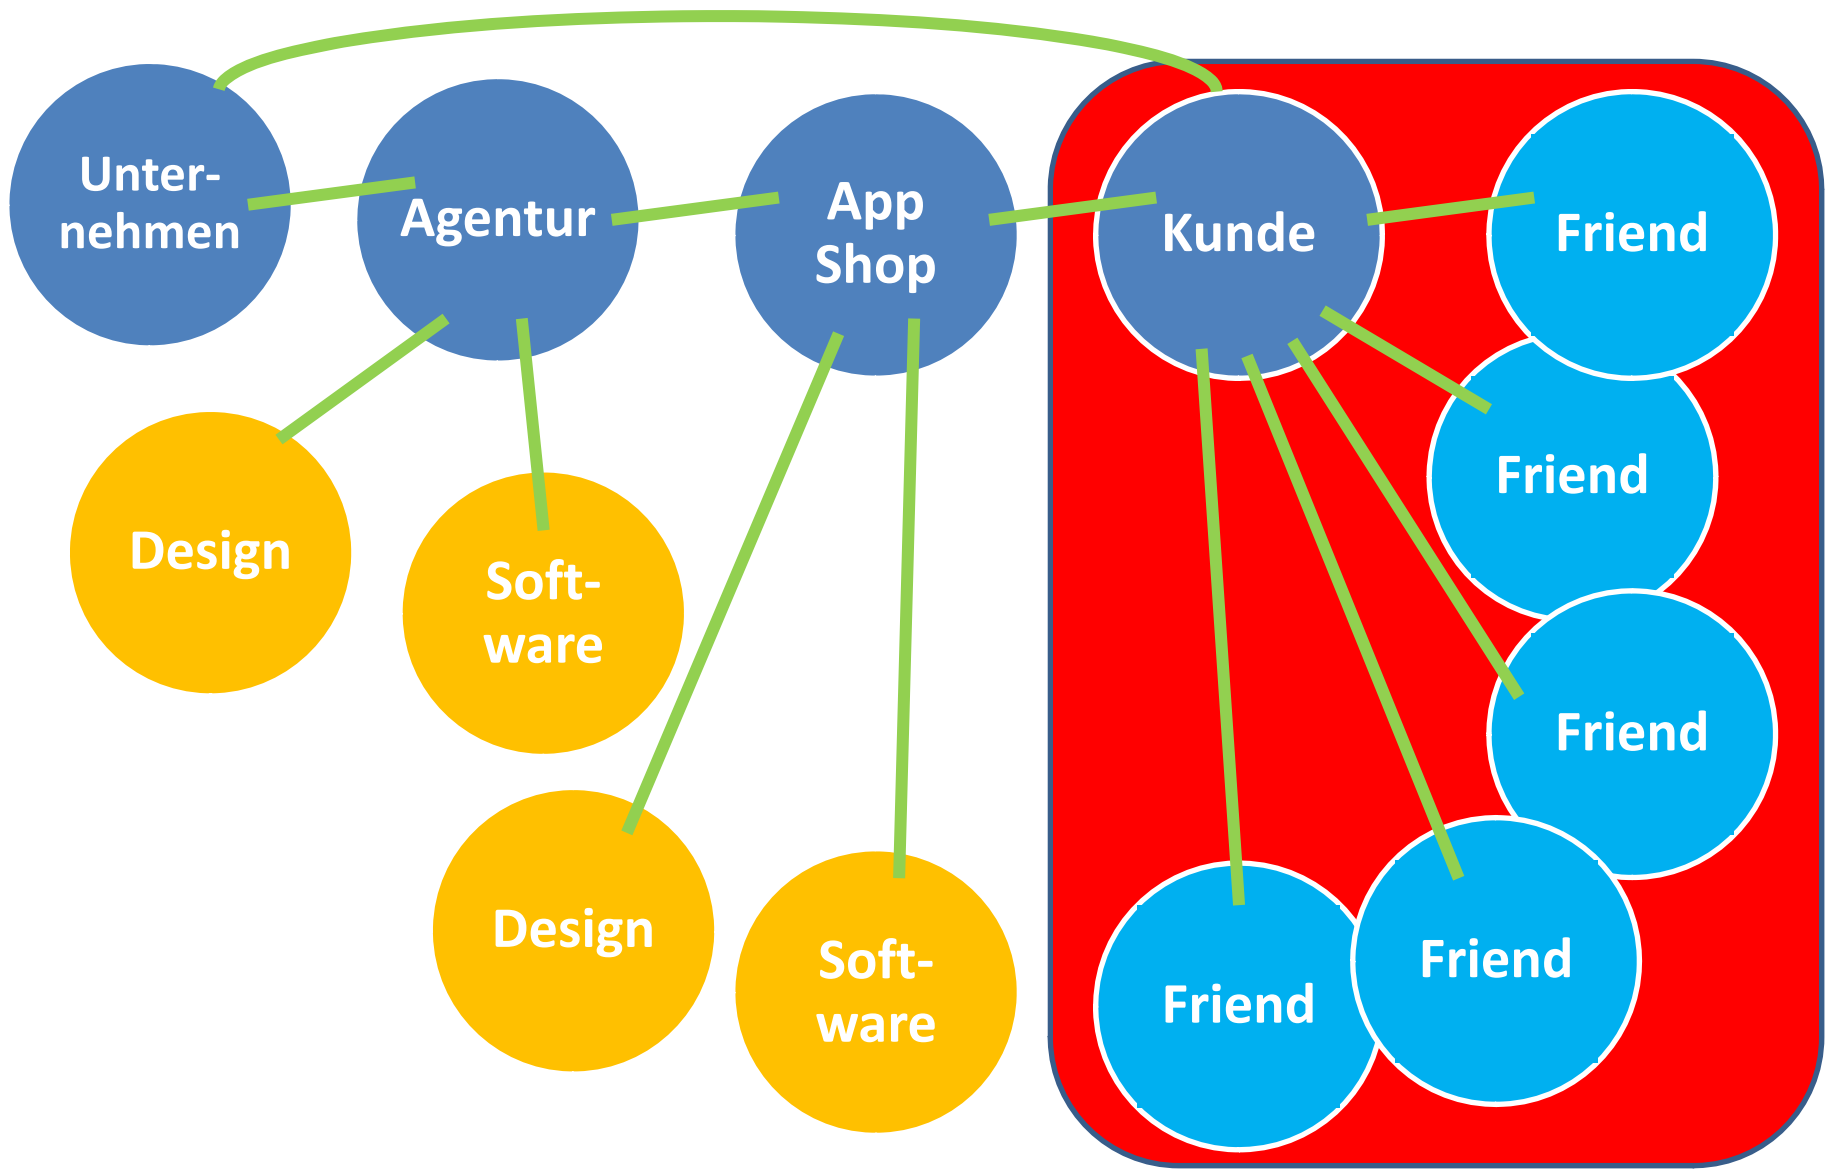 Unter-
nehmen
Agentur
App
Shop
Kunde
Friend
Friend
Design
Soft-
ware
Friend
Design
Soft-
ware
Friend
Friend